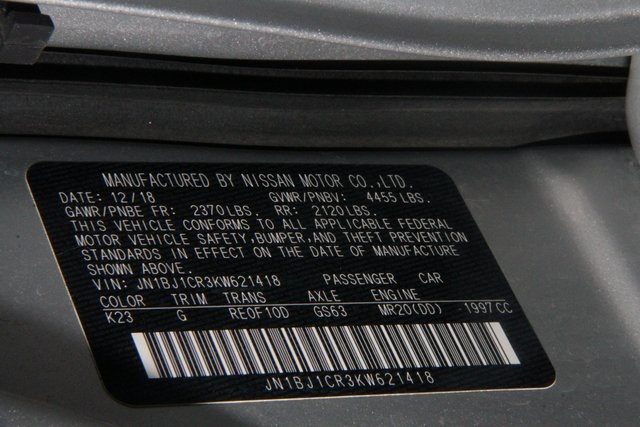 MANUFACTURED BY NISSAN MOTOR CO.,LTD.
DATE: 12/18 GVWR/PNBV: 4455 LBS.
GAWR/PNBE FR: 2370 LBS. RR: 2120 LBS.
THIS VEHICLE CONFORMS TO ALL APPLICABLE FEDERAL
MOTOR VEHICLE SAFETY,BUMPER,AND THEFT PREVENTION
STANDARDS IN EFFECT ON THE DATE OF MANUFACTURE
SHOWN ABOVE.
VIN: JN1BJ1CR3KW621418 PASSENGER CAR
COLOR TRIM TRANS AXLE ENGINE
K23 G RE0F10D GS63 MR20(DD) -1997CC
JN1BJ1CR3KW621418